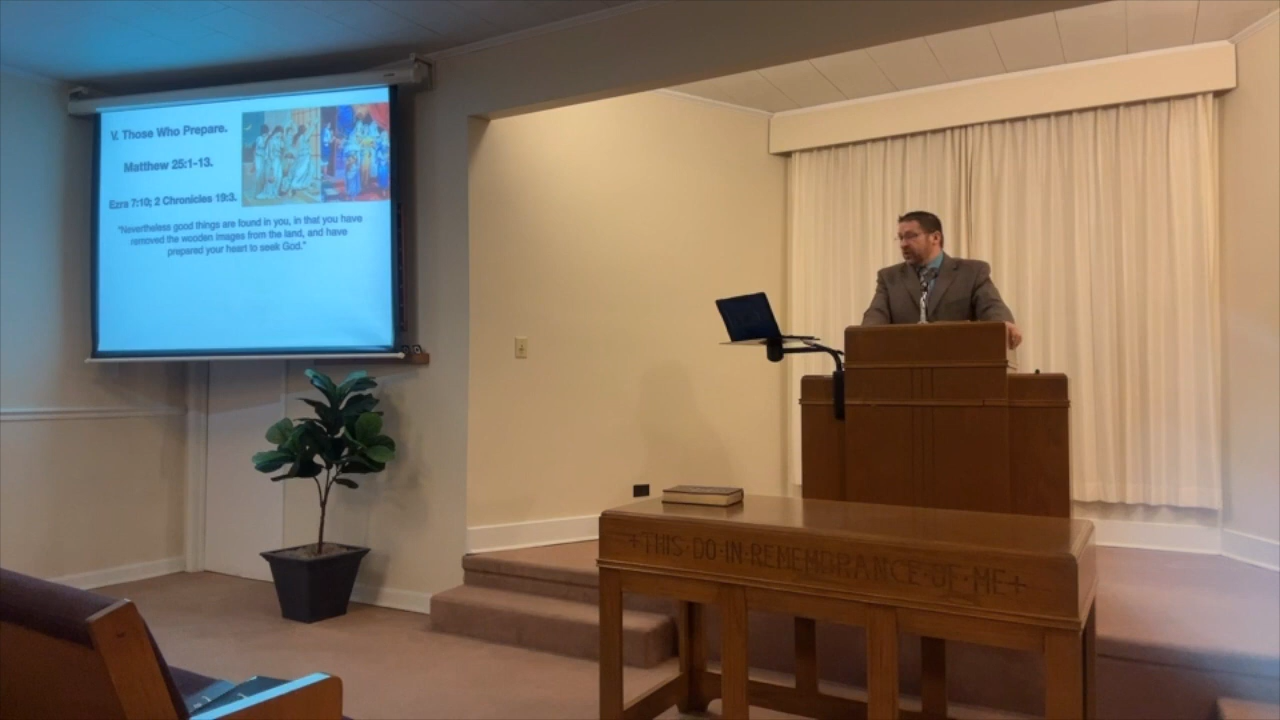 V. Those Who Prepare.
Matthew 25:1-13.
Ezra 7:10; 2 Chronicles 19:3.
"Nevertheless good things are found in you, in that you have
removed the wooden images from the land, and have
prepared your heart to seek God."
+THIS·DO·IN·REMEMBRANCE·OF·ME+